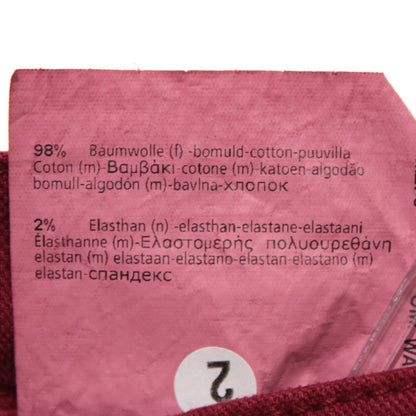 98% Baumwolle (f) -bomuld-cotton-puuvilla
Coton (m)-Βαμβάκι-cotone (m)-katoen-algodão
bomull-algodón (m)-bavlna-хлопок
2% Elasthan (n) -elasthan-elastane-elastaani
Élasthanne (m)-Ελαστομερής πολυουρεθάνη
elastan (m) elastaan-elastano-elastan-elastano (m)
elastan-спандекс
2